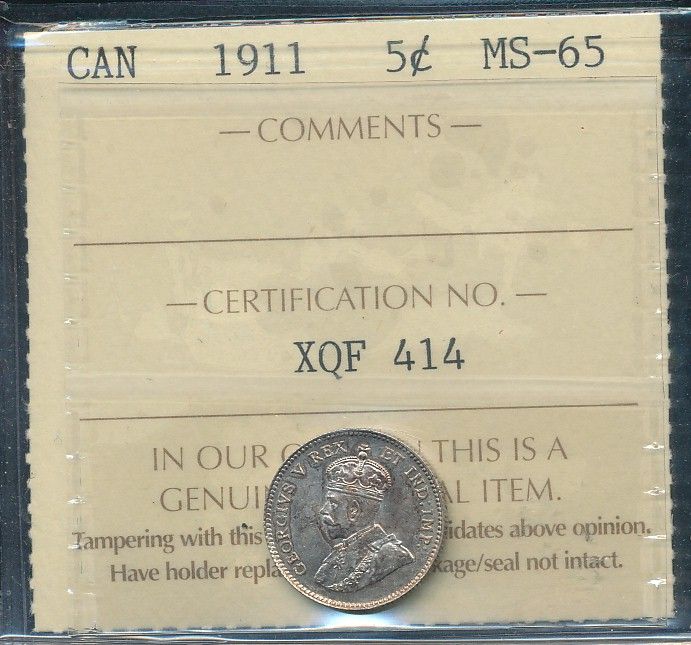 CAN 1911 5¢ MS-65
— COMMENTS —
— CERTIFICATION NO. —
XQF 414
IN OUR THIS IS A
GENUI AL ITEM.
Tampering with this idates above opinion.
Have holder repla kage/seal not intact.
GEORGIVS V REX ET IND: IMP: